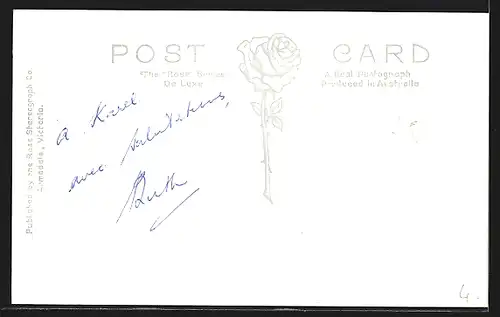 POST CARD
"The "Rose" Series
De Luxe
A Real Photograph
Produced in Australia
Published by the Rose Stereograph Co.
Armadale, Victoria.
à Karel
avec salutations,
Ruth
4.